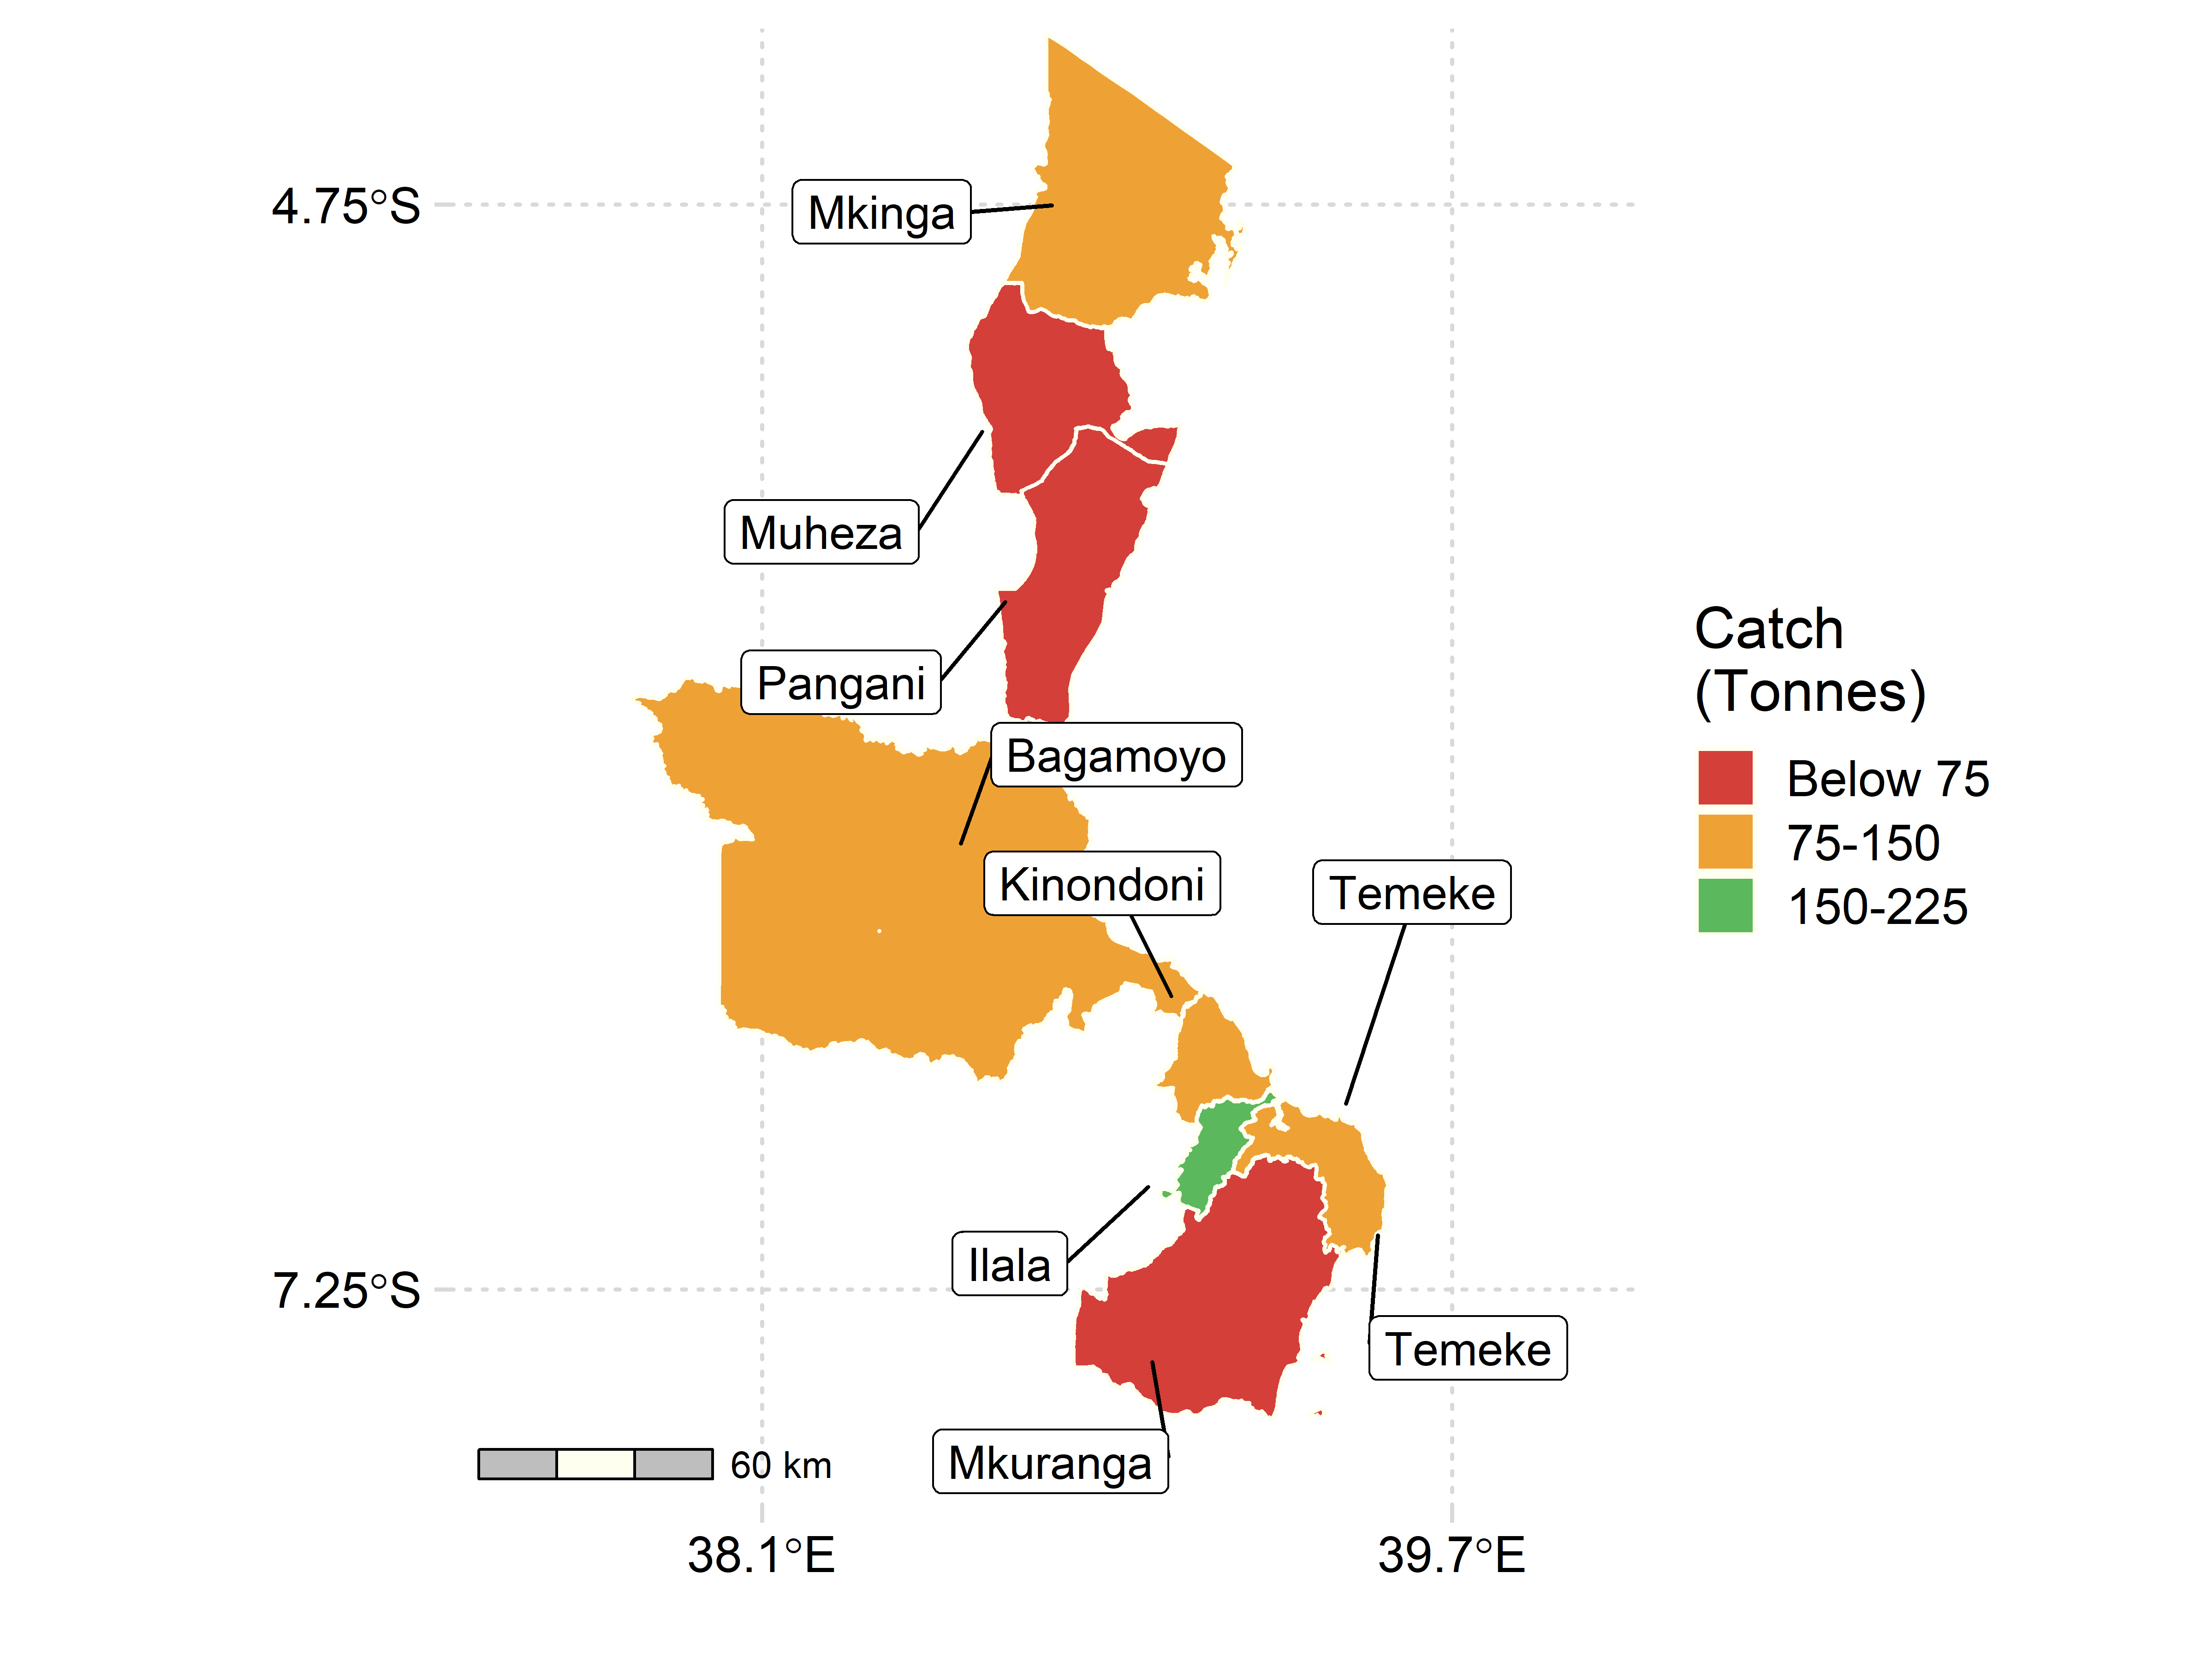 4.75°S
Mkinga
Muheza
Pangani
Bagamoyo
Kinondoni
Temeke
Catch
(Tonnes)
Below 75
75-150
150-225
Ilala
7.25°S
Temeke
Mkuranga
60 km
38.1°E
39.7°E